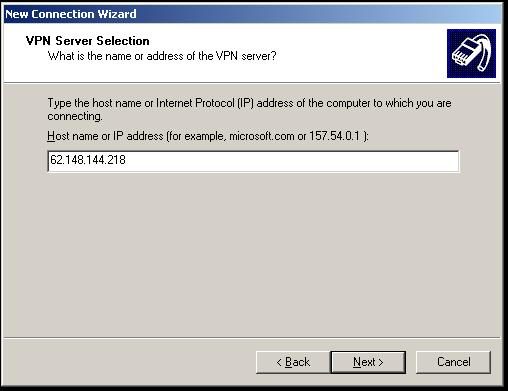 New Connection Wizard
VPN Server Selection
What is the name or address of the VPN server?
Type the host name or Internet Protocol (IP) address of the computer to which you are
connecting.
Host name or IP address (for example, microsoft.com or 157.54.0.1 ):
62.148.144.218
< Back
Next >
Cancel